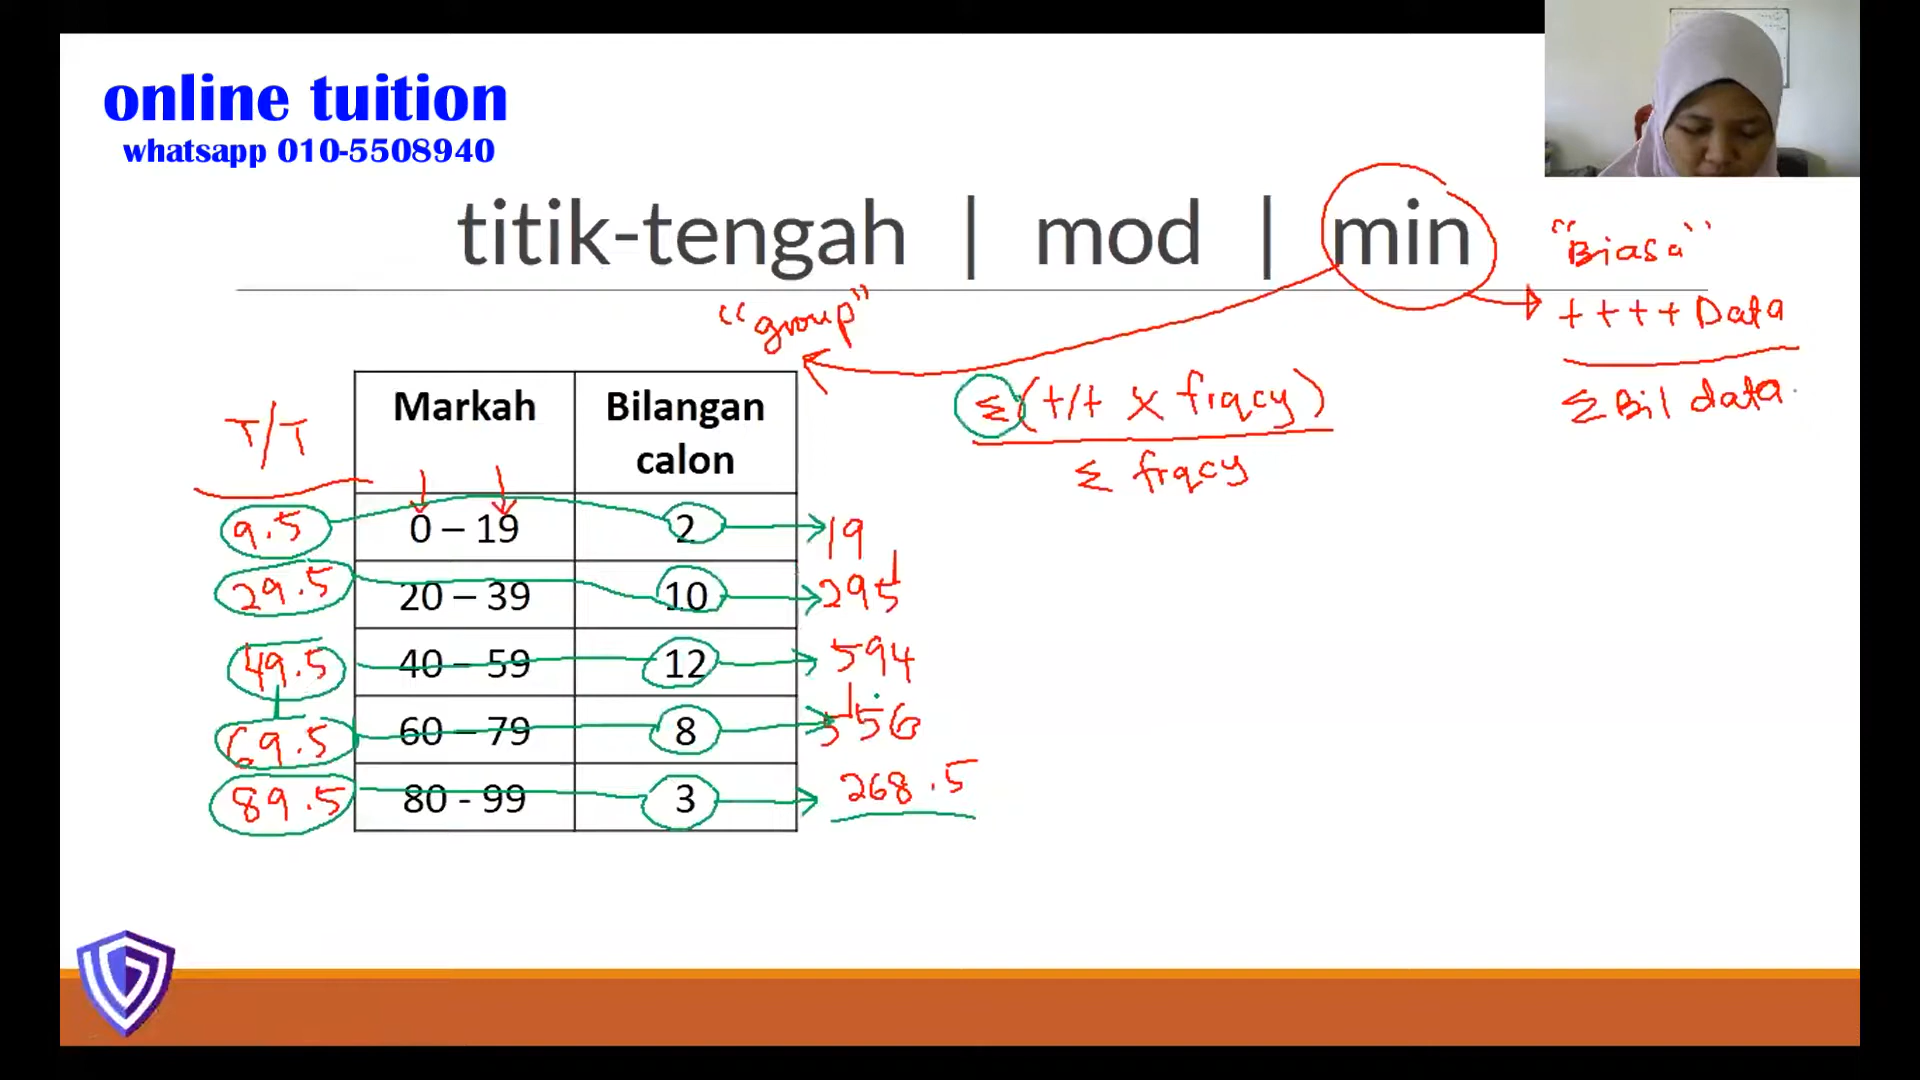 online tuition
whatsapp 010-5508940
titik-tengah | mod | min
"Biasa"
++++ Data
Σ Bil data
"group"
Σ(t/t × frqcy)
Σ frqcy
T/T Markah Bilangan calon
9.5 0 – 19 2 19
29.5 20 – 39 10 295
49.5 40 – 59 12 594
69.5 60 – 79 8 556
89.5 80 - 99 3 268.5